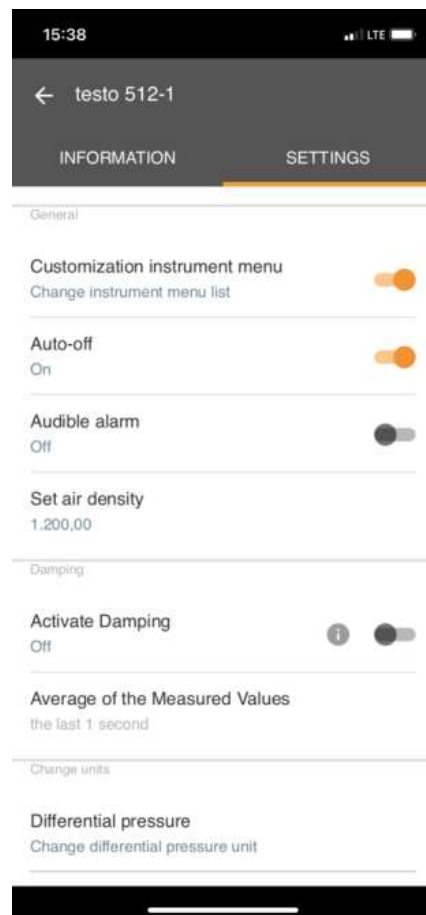 15:38
LTE
testo 512-1
INFORMATION
SETTINGS
General
Customization instrument menu
Change instrument menu list
Auto-off
On
Audible alarm
Off
Set air density
1.200,00
Damping
Activate Damping
Off
Average of the Measured Values
the last 1 second
Change units
Differential pressure
Change differential pressure unit